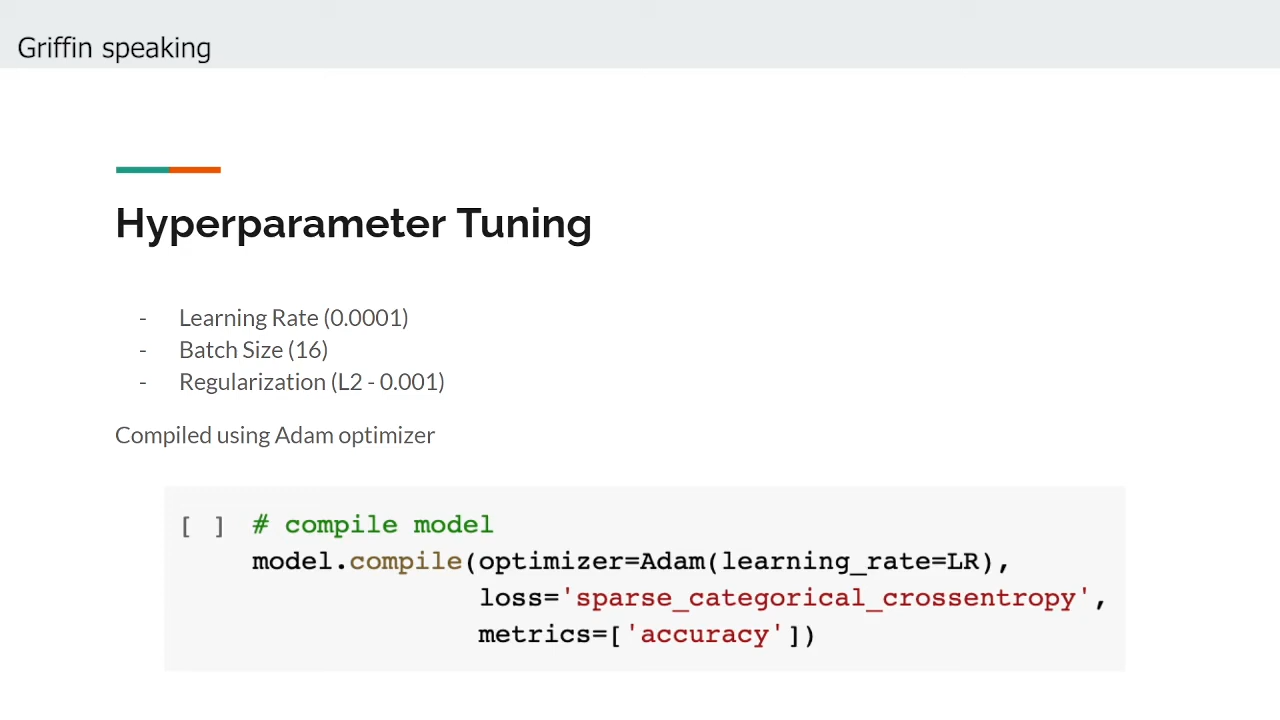 Griffin speaking
Hyperparameter Tuning
- Learning Rate (0.0001)
- Batch Size (16)
- Regularization (L2 - 0.001)
Compiled using Adam optimizer
[ ] # compile model
model.compile(optimizer=Adam(learning_rate=LR),
loss='sparse_categorical_crossentropy',
metrics=['accuracy'])